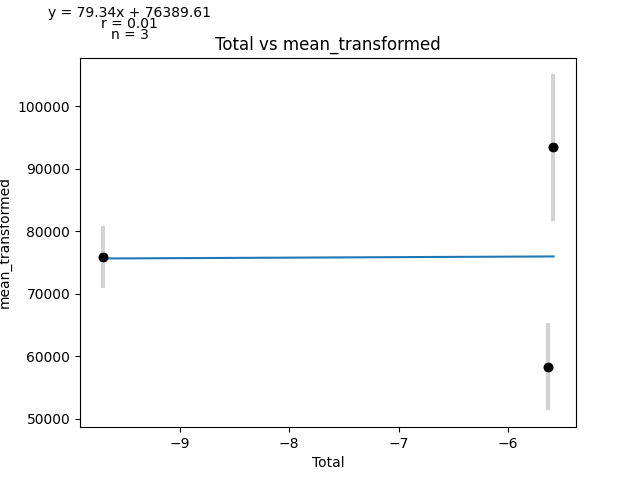 y = 79.34x + 76389.61
r = 0.01
n = 3
Total vs mean_transformed
mean_transformed
100000
90000
80000
70000
60000
50000
−9
−8
−7
−6
Total